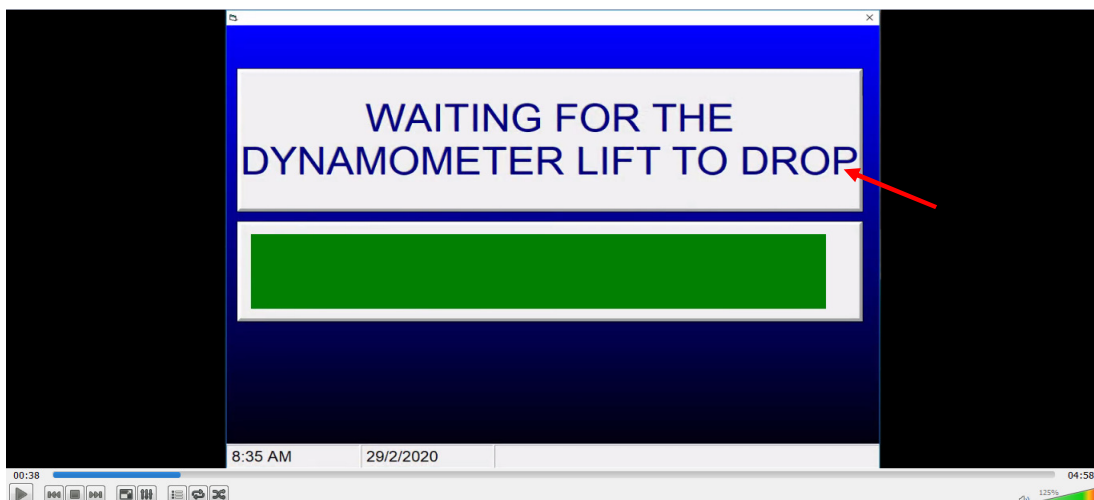 WAITING FOR THE
DYNAMOMETER LIFT TO DROP
8:35 AM 29/2/2020
00:38 04:58
125%